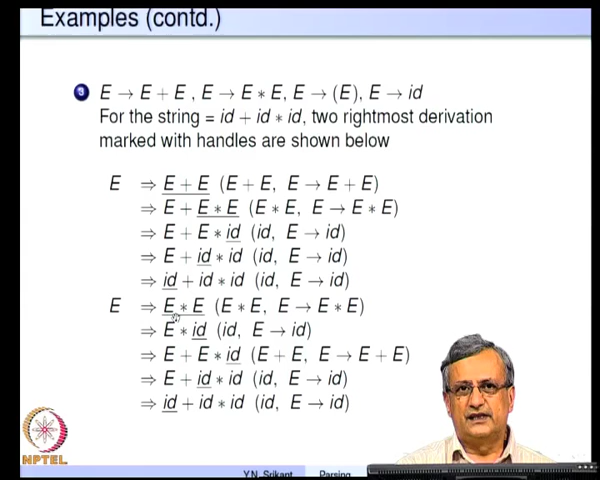 Examples (contd.)
3 E → E + E , E → E ∗ E, E → (E), E → id
For the string = id + id ∗ id, two rightmost derivation
marked with handles are shown below
E ⇒ E + E (E + E, E → E + E)
⇒ E + E ∗ E (E ∗ E, E → E ∗ E)
⇒ E + E ∗ id (id, E → id)
⇒ E + id ∗ id (id, E → id)
⇒ id + id ∗ id (id, E → id)
E ⇒ E ∗ E (E ∗ E, E → E ∗ E)
⇒ E ∗ id (id, E → id)
⇒ E + E ∗ id (E + E, E → E + E)
⇒ E + id ∗ id (id, E → id)
⇒ id + id ∗ id (id, E → id)
NPTEL
Y.N. Srikant Parsing